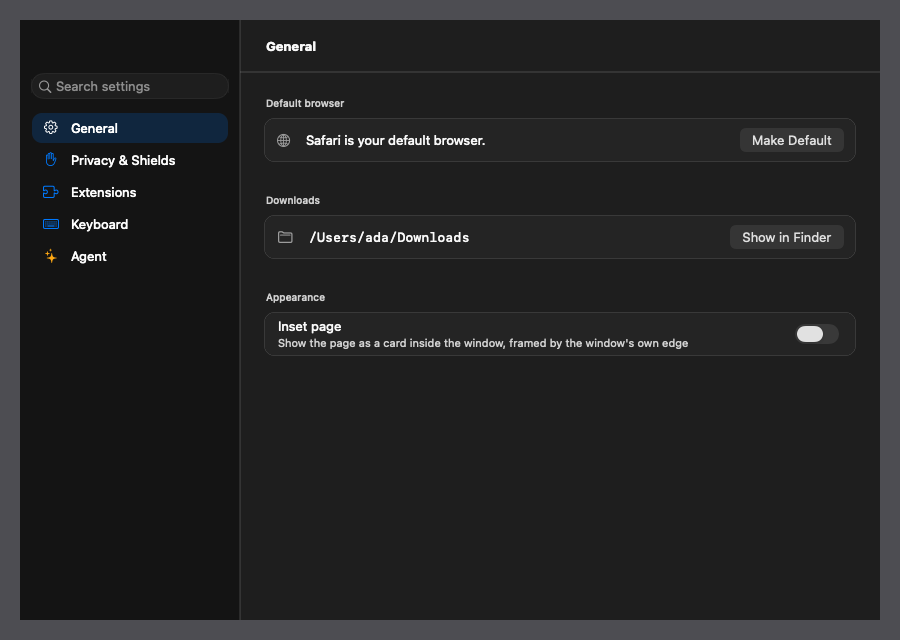 General
Search settings
General
Privacy & Shields
Extensions
Keyboard
Agent
Default browser
Safari is your default browser.
Make Default
Downloads
/Users/ada/Downloads
Show in Finder
Appearance
Inset page
Show the page as a card inside the window, framed by the window's own edge